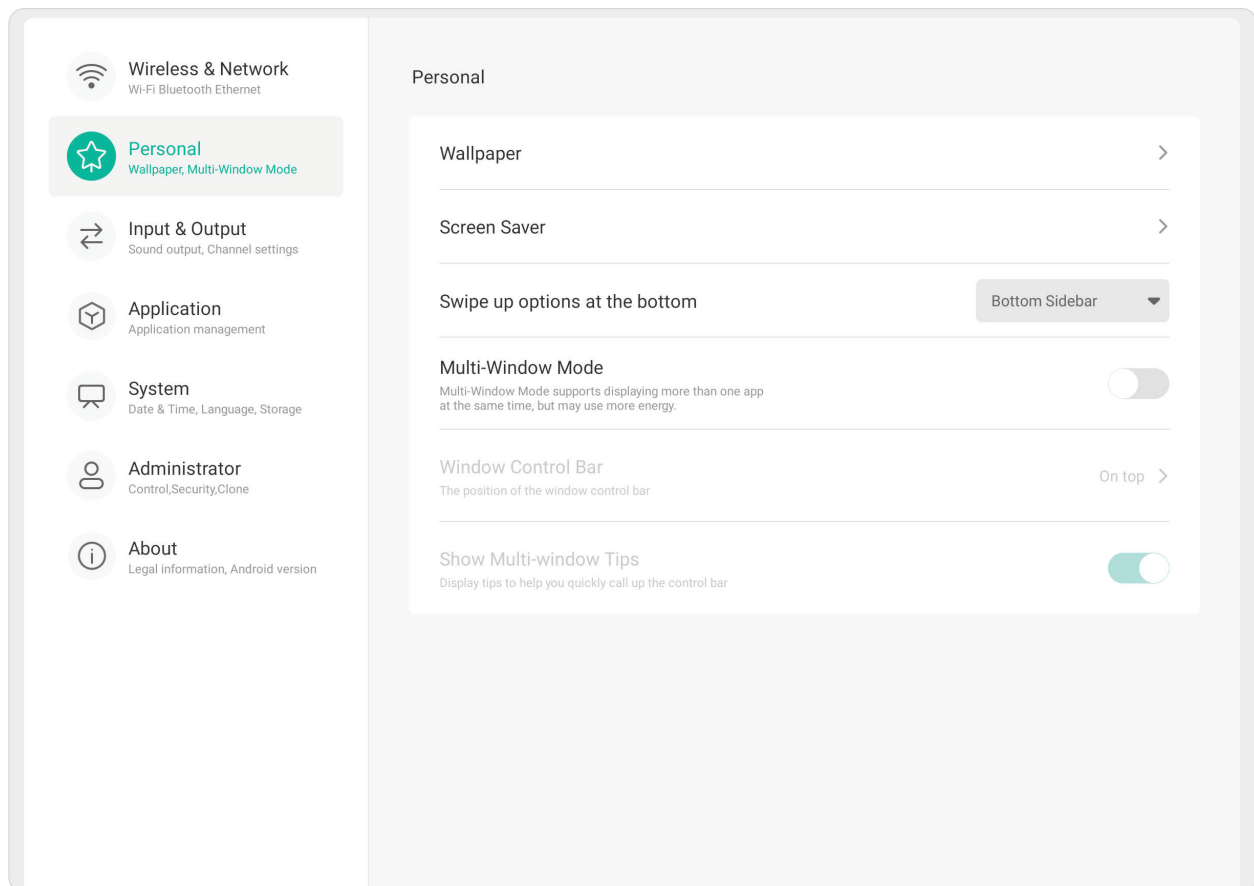 Wireless & Network
Wi-Fi Bluetooth Ethernet
Personal
Wallpaper, Multi-Window Mode
Input & Output
Sound output, Channel settings
Application
Application management
System
Date & Time, Language, Storage
Administrator
Control,Security,Clone
About
Legal information, Android version
Personal
Wallpaper
Screen Saver
Swipe up options at the bottom
Bottom Sidebar
Multi-Window Mode
Multi-Window Mode supports displaying more than one app
at the same time, but may use more energy.
Window Control Bar
The position of the window control bar
On top
Show Multi-window Tips
Display tips to help you quickly call up the control bar